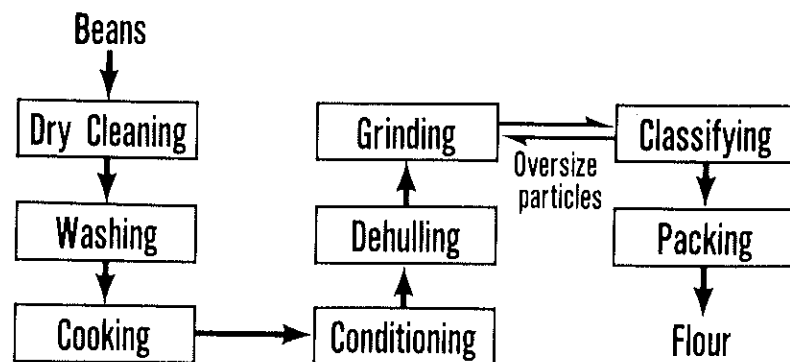 Beans
Dry Cleaning
Washing
Cooking
Conditioning
Dehulling
Grinding
Oversize
particles
Classifying
Packing
Flour